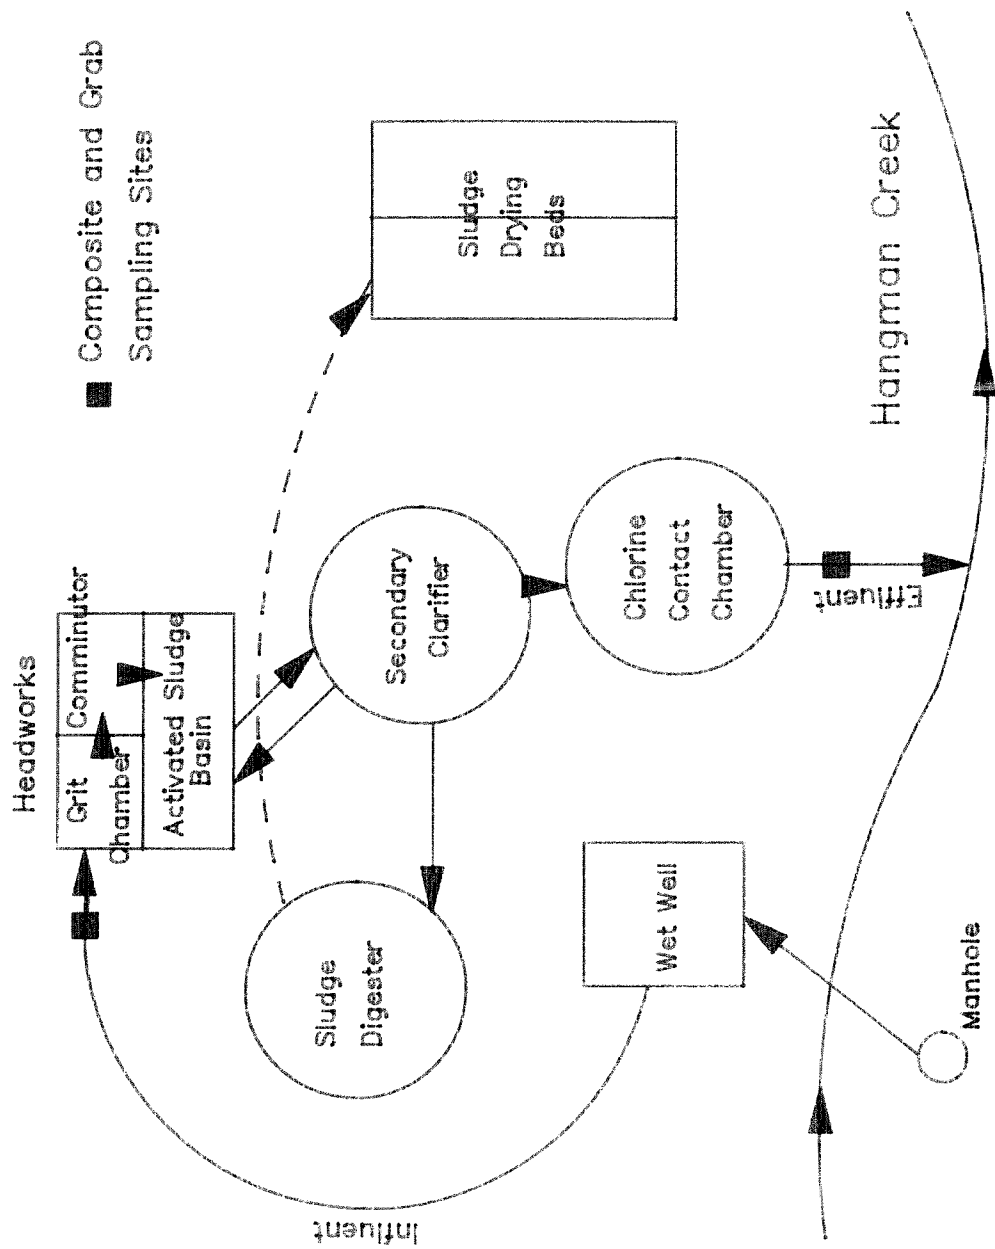 Composite and Grab
Sampling Sites
Headworks
Grit
Chamber
Comminutor
Activated Sludge
Basin
Sludge
Drying
Beds
Secondary
Clarifier
Chlorine
Contact
Chamber
Effluent
Hangman Creek
Sludge
Digester
Wet Well
Manhole
Influent